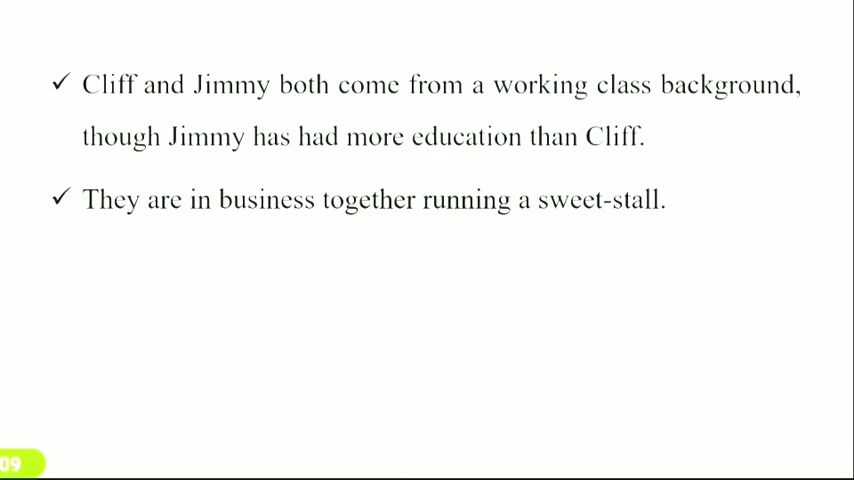 ✓ Cliff and Jimmy both come from a working class background,
though Jimmy has had more education than Cliff.
✓ They are in business together running a sweet-stall.
09